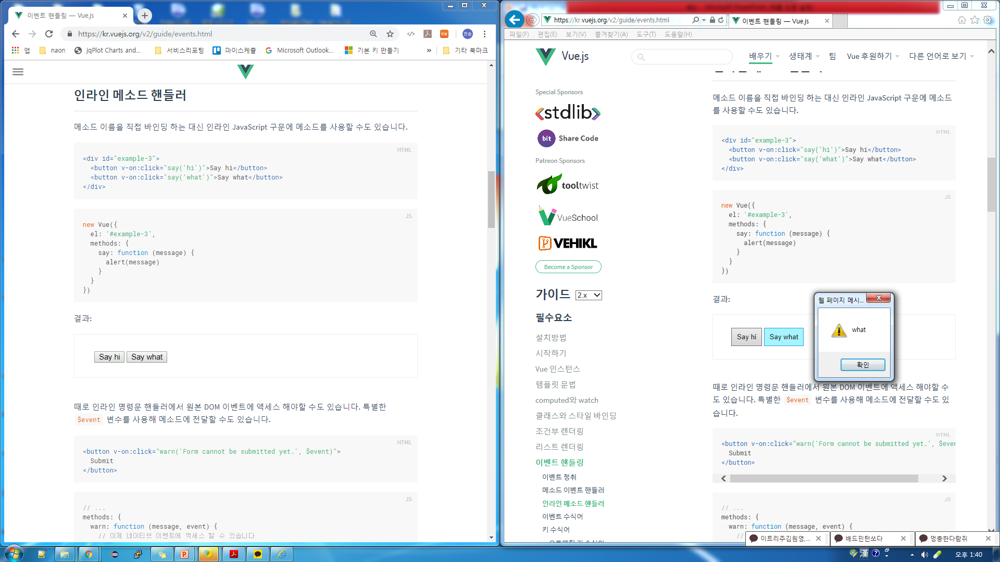 이벤트 핸들링 — Vue.js
https://kr.vuejs.org/v2/guide/events.html
앱
naon
jqPlot Charts and...
서비스리포팅
마이스케쥴
Microsoft Outlook...
기본 키 만들기
»
기타 북마크
한솔
인라인 메소드 핸들러
메소드 이름을 직접 바인딩 하는 대신 인라인 JavaScript 구문에 메소드를 사용할 수도 있습니다.
HTML
<div id="example-3">
<button v-on:click="say('hi')">Say hi</button>
<button v-on:click="say('what')">Say what</button>
</div>
JS
new Vue({
el: '#example-3',
methods: {
say: function (message) {
alert(message)
}
}
})
결과:
Say hi
Say what
때로 인라인 명령문 핸들러에서 원본 DOM 이벤트에 액세스 해야할 수도 있습니다. 특별한
$event 변수를 사용해 메소드에 전달할 수도 있습니다.
HTML
<button v-on:click="warn('Form cannot be submitted yet.', $event)">
Submit
</button>
JS
// ...
methods: {
warn: function (message, event) {
// 이제 네이티브 이벤트에 액세스 할 수 있습니다
https://kr.vuejs.org/v2/guide/events.html
이벤트 핸들링 — Vue.js
파일(F)
편집(E)
보기(V)
즐겨찾기(A)
도구(T)
도움말(H)
Vue.js
배우기
생태계
팀
Vue 후원하기
다른 언어로 보기
Special Sponsors
<stdlib>
bit
Share Code
Patreon Sponsors
tooltwist
VueSchool
VEHIKL
Become a Sponsor
가이드
2.x
필수요소
설치방법
시작하기
Vue 인스턴스
템플릿 문법
computed와 watch
클래스와 스타일 바인딩
조건부 렌더링
리스트 렌더링
이벤트 핸들링
이벤트 청취
메소드 이벤트 핸들러
인라인 메소드 핸들러
이벤트 수식어
키 수식어
메소드 이름을 직접 바인딩 하는 대신 인라인 JavaScript 구문에 메소드
를 사용할 수도 있습니다.
HTML
<div id="example-3">
<button v-on:click="say('hi')">Say hi</button>
<button v-on:click="say('what')">Say what</button>
</div>
JS
new Vue({
el: '#example-3',
methods: {
say: function (message) {
alert(message)
}
}
})
결과:
Say hi
Say what
웹 페이지 메시...
what
확인
때로 인라인 명령문 핸들러에서 원본 DOM 이벤트에 액세스 해야할 수
도 있습니다. 특별한 $event 변수를 사용해 메소드에 전달할 수도 있
습니다.
HTML
<button v-on:click="warn('Form cannot be submitted yet.', $even
Submit
</button>
JS
// ...
methods: {
warn: function (message, event) {
//
이트리주김원영,...
배드민턴쏘다
멍충한다람쥐
漢
오후 1:40